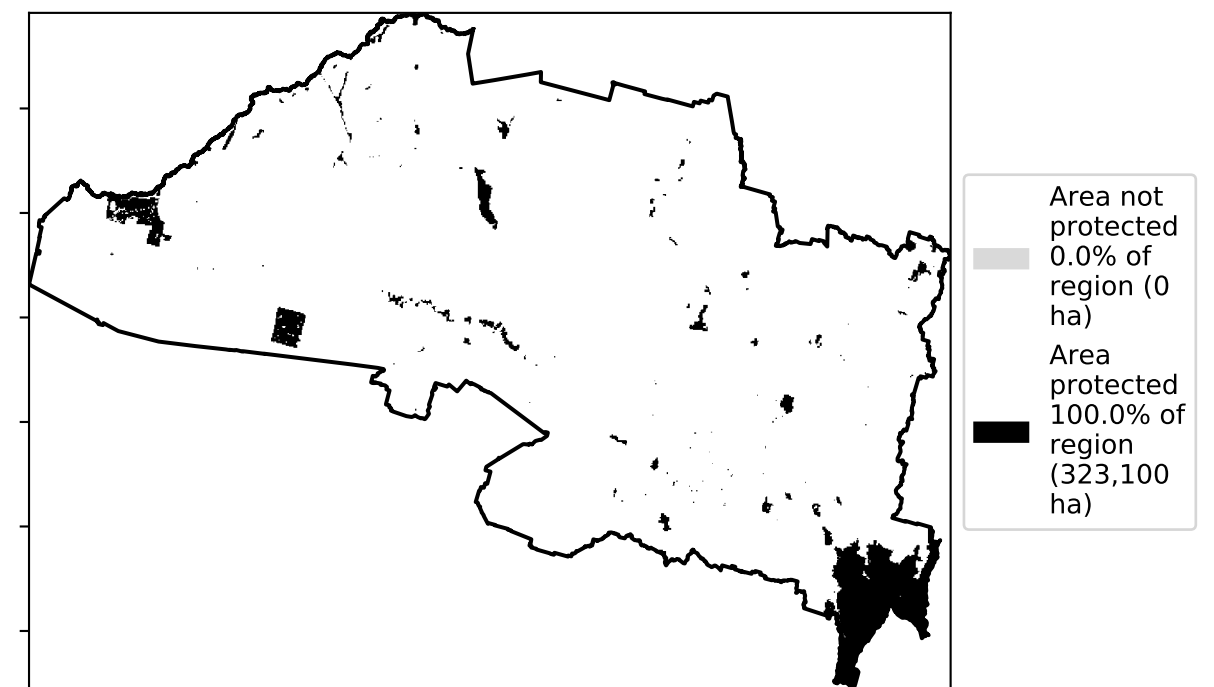 Area not
protected
0.0% of
region (0
ha)
Area
protected
100.0% of
region
(323,100
ha)